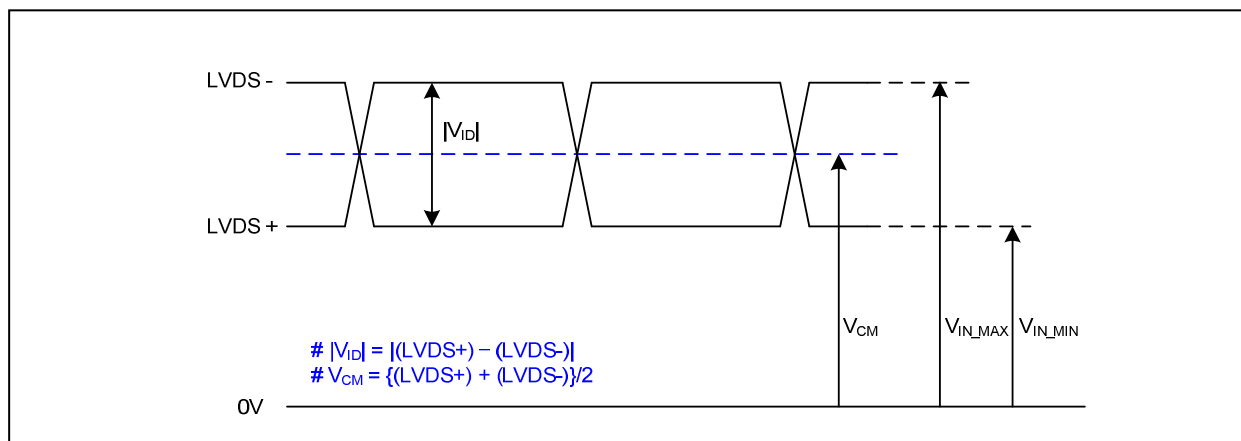 LVDS -
|VID|
LVDS +
VCM
VIN_MAX
VIN_MIN
# |VID| = |(LVDS+) – (LVDS-)|
# VCM = {(LVDS+) + (LVDS-)}/2
0V